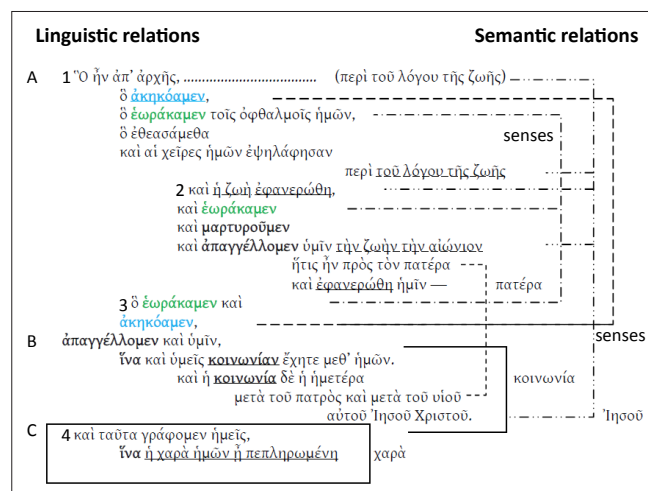 Linguistic relations Semantic relations
A 1 Ὃ ἦν ἀπ’ ἀρχῆς, .................................... (περὶ τοῦ λόγου τῆς ζωῆς)
ὃ ἀκηκόαμεν,
ὃ ἑωράκαμεν τοῖς ὀφθαλμοῖς ἡμῶν,
ὃ ἐθεασάμεθα senses
καὶ αἱ χεῖρες ἡμῶν ἐψηλάφησαν
περὶ τοῦ λόγου τῆς ζωῆς
2 καὶ ἡ ζωὴ ἐφανερώθη,
καὶ ἑωράκαμεν
καὶ μαρτυροῦμεν
καὶ ἀπαγγέλλομεν ὑμῖν τὴν ζωὴν τὴν αἰώνιον
ἥτις ἦν πρὸς τὸν πατέρα
καὶ ἐφανερώθη ἡμῖν — πατέρα
3 ὃ ἑωράκαμεν καὶ
ἀκηκόαμεν,
B ἀπαγγέλλομεν καὶ ὑμῖν, senses
ἵνα καὶ ὑμεῖς κοινωνίαν ἔχητε μεθ’ ἡμῶν.
καὶ ἡ κοινωνία δὲ ἡ ἡμετέρα κοινωνία
μετὰ τοῦ πατρὸς καὶ μετὰ τοῦ υἱοῦ
αὐτοῦ Ἰησοῦ Χριστοῦ. Ἰησοῦ
C 4 καὶ ταῦτα γράφομεν ἡμεῖς,
ἵνα ἡ χαρὰ ἡμῶν ᾖ πεπληρωμένη χαρὰ